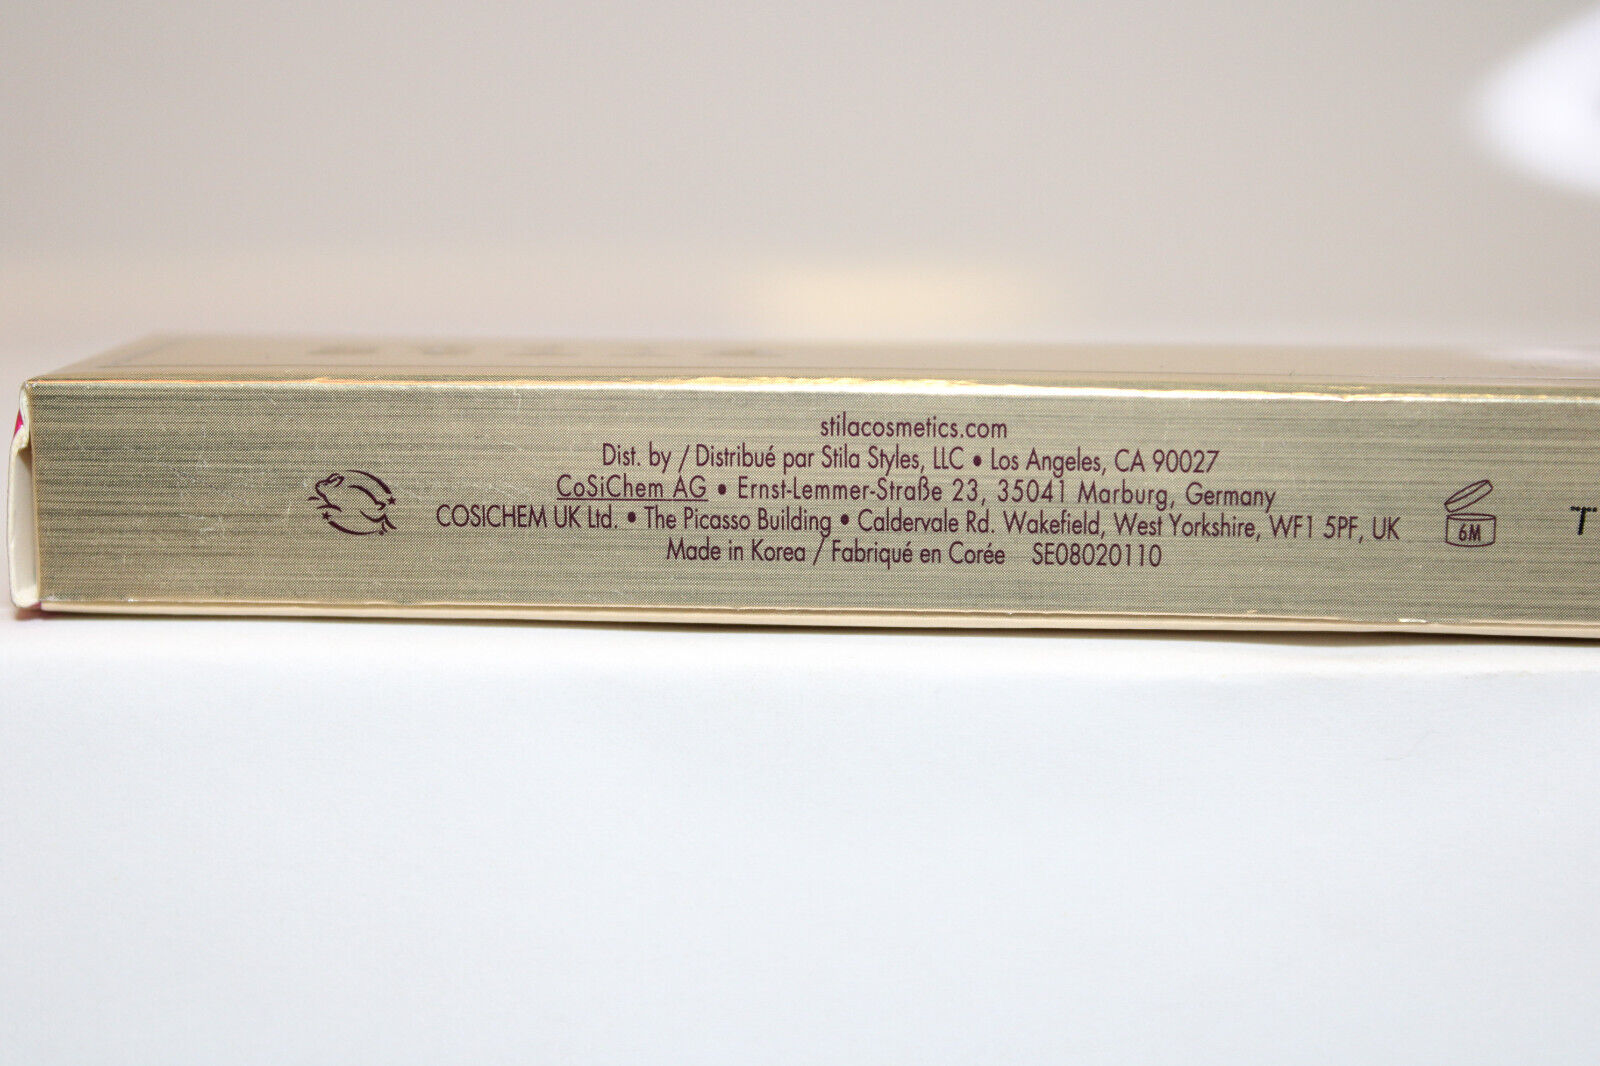 stilacosmetics.com
Dist. by / Distribué par Stila Styles, LLC • Los Angeles, CA 90027
CoSiChem AG • Ernst-Lemmer-Straße 23, 35041 Marburg, Germany
COSICHEM UK Ltd. • The Picasso Building • Caldervale Rd. Wakefield, West Yorkshire, WF1 5PF, UK
Made in Korea / Fabriqué en Corée SE08020110
6M
T